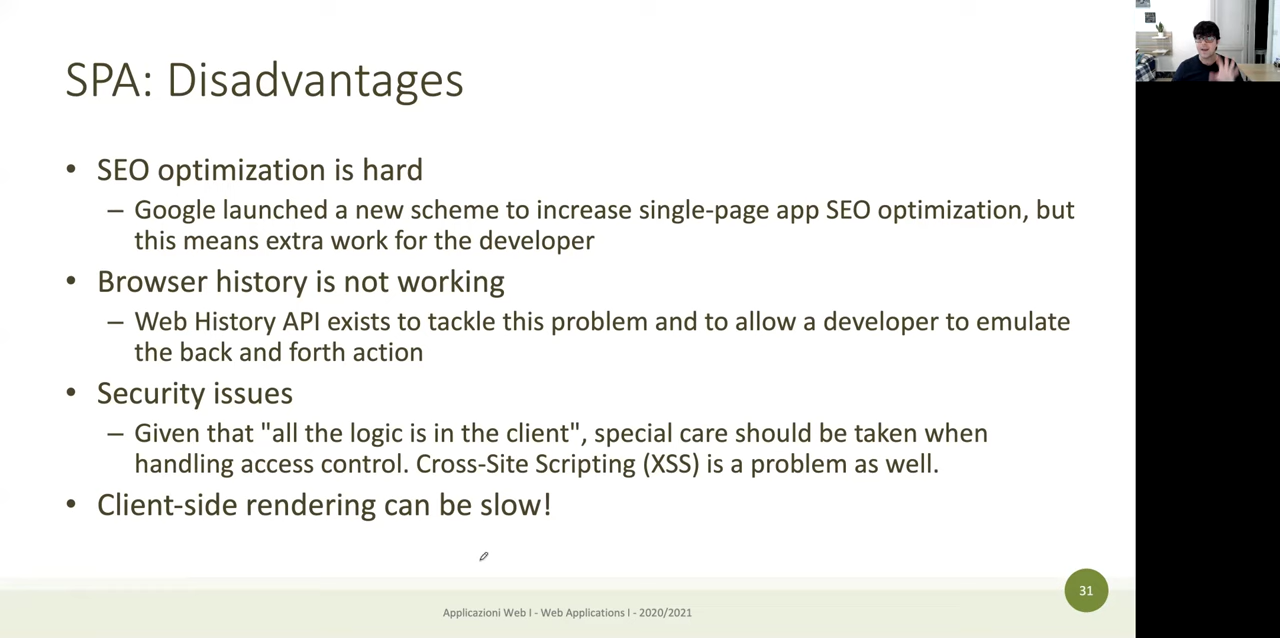 SPA: Disadvantages
• SEO optimization is hard
– Google launched a new scheme to increase single-page app SEO optimization, but
this means extra work for the developer
• Browser history is not working
– Web History API exists to tackle this problem and to allow a developer to emulate
the back and forth action
• Security issues
– Given that "all the logic is in the client", special care should be taken when
handling access control. Cross-Site Scripting (XSS) is a problem as well.
• Client-side rendering can be slow!
Applicazioni Web I - Web Applications I - 2020/2021
31